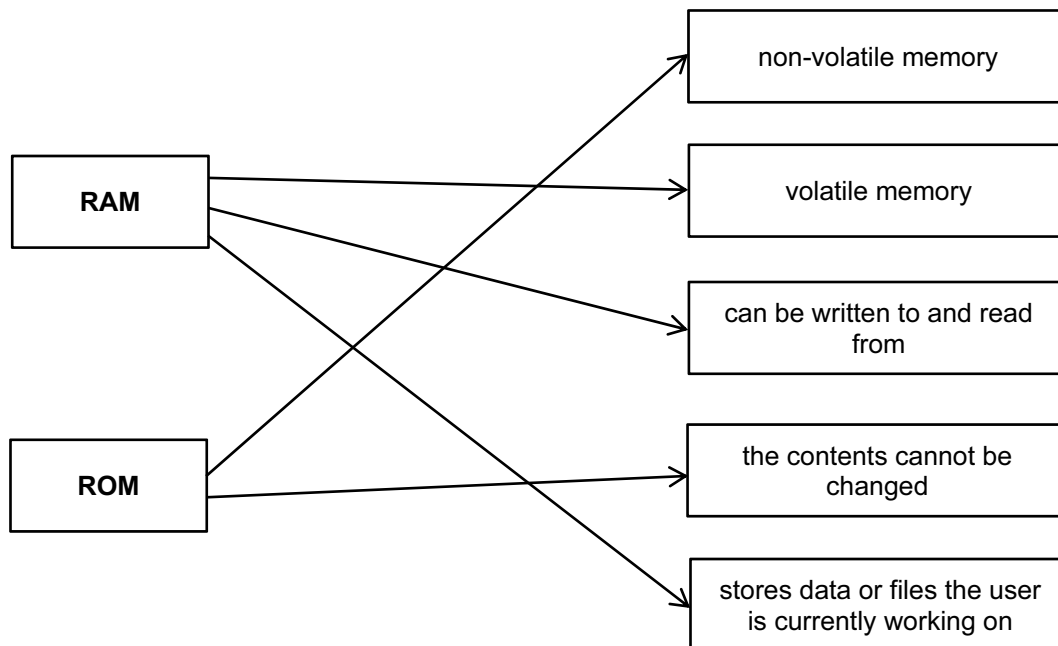 non-volatile memory
RAM
volatile memory
can be written to and read
from
ROM
the contents cannot be
changed
stores data or files the user
is currently working on